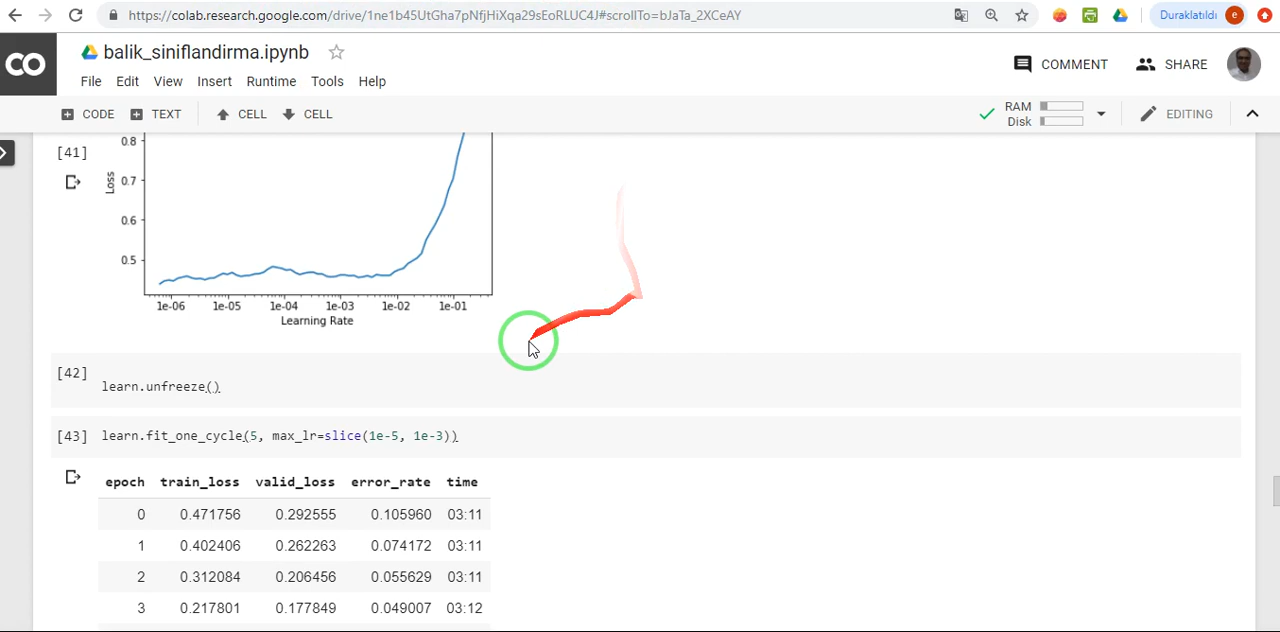 https://colab.research.google.com/drive/1ne1b45UtGha7pNfjHiXqa29sEoRLUC4J#scrollTo=bJaTa_2XCeAY
Duraklatıldı
e
CO
balik_siniflandirma.ipynb
File Edit View Insert Runtime Tools Help
COMMENT
SHARE
CODE
TEXT
CELL
CELL
RAM
Disk
EDITING
[41]
0.8
0.7
0.6
0.5
Loss
1e-06 1e-05 1e-04 1e-03 1e-02 1e-01
Learning Rate
[42]
learn.unfreeze()
[43] learn.fit_one_cycle(5, max_lr=slice(1e-5, 1e-3))
epoch train_loss valid_loss error_rate time
0 0.471756 0.292555 0.105960 03:11
1 0.402406 0.262263 0.074172 03:11
2 0.312084 0.206456 0.055629 03:11
3 0.217801 0.177849 0.049007 03:12